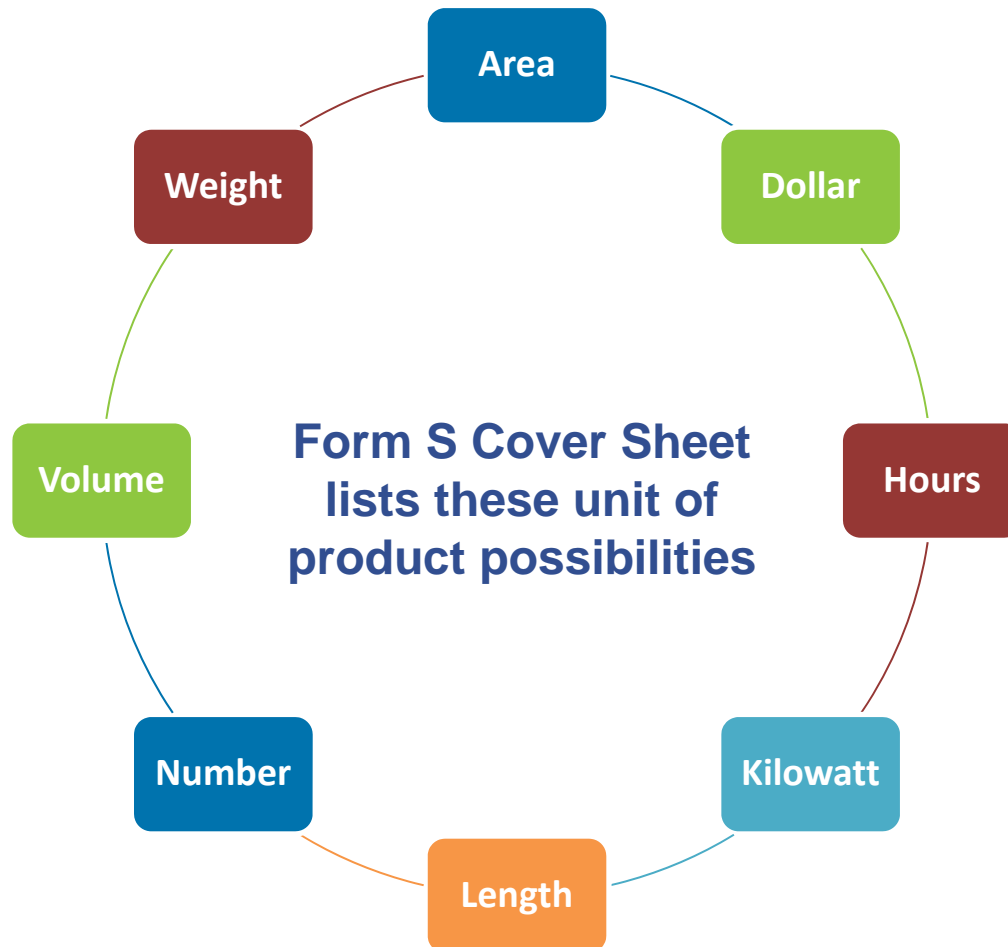 Area
Dollar
Hours
Kilowatt
Length
Number
Volume
Weight
Form S Cover Sheet
lists these unit of
product possibilities